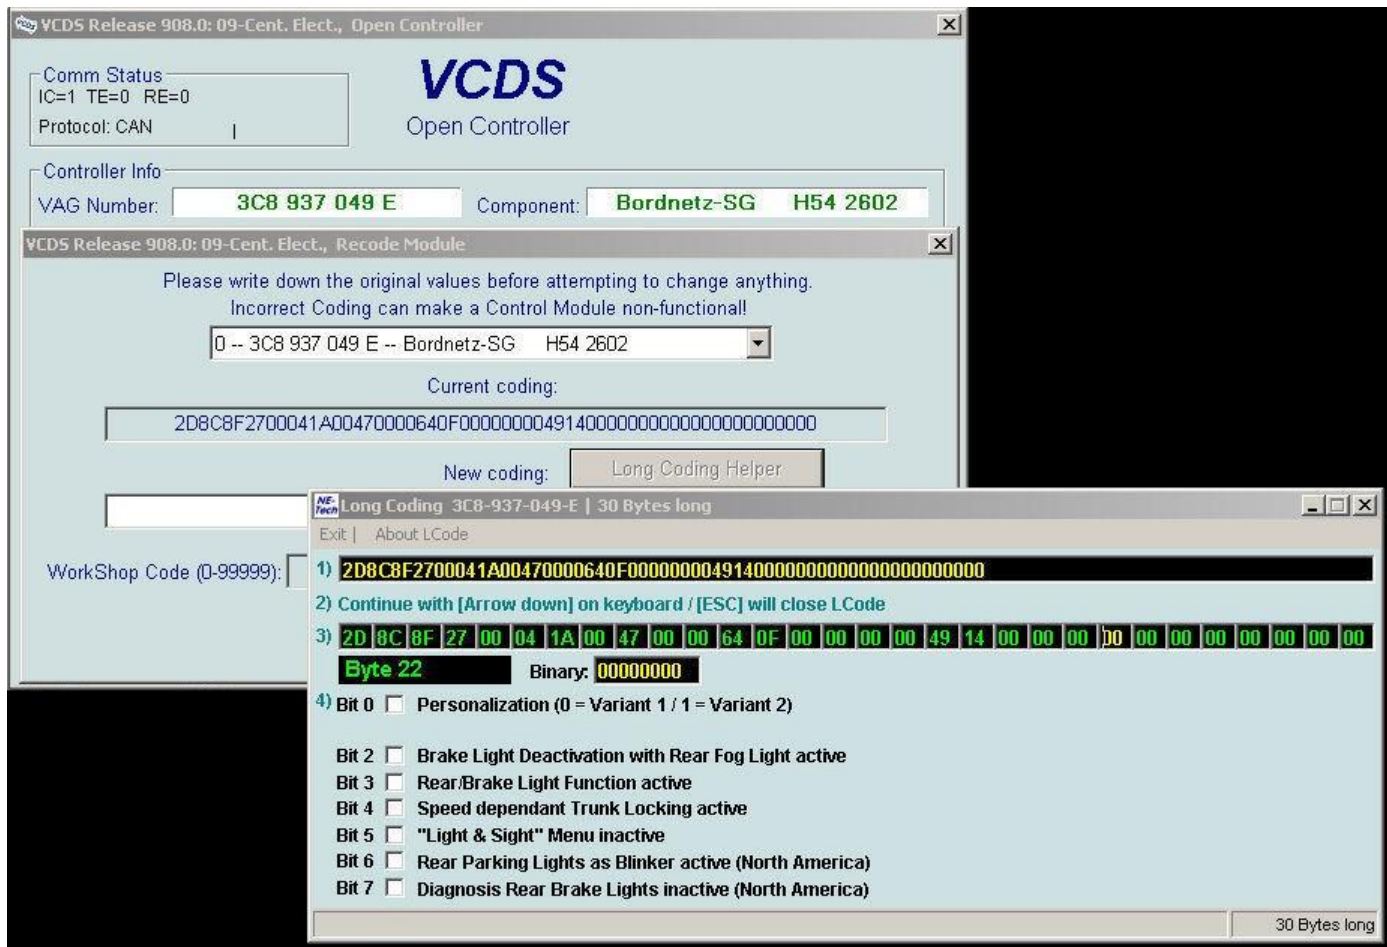 VCDS Release 908.0: 09-Cent. Elect., Open Controller
Comm Status
IC=1 TE=0 RE=0
Protocol: CAN
VCDS
Open Controller
Controller Info
VAG Number: 3C8 937 049 E Component: Bordnetz-SG H54 2602
VCDS Release 908.0: 09-Cent. Elect., Recode Module
Please write down the original values before attempting to change anything.
Incorrect Coding can make a Control Module non-functional!
0 -- 3C8 937 049 E -- Bordnetz-SG H54 2602
Current coding:
2D8C8F2700041A00470000640F00000000491400000000000000000000000
New coding: Long Coding Helper
WorkShop Code (0-99999):
NE-Tech Long Coding 3C8-937-049-E | 30 Bytes long
Exit | About LCode
1) 2D8C8F2700041A00470000640F00000000491400000000000000000000000
2) Continue with [Arrow down] on keyboard / [ESC] will close LCode
3) 2D 8C 8F 27 00 04 1A 00 47 00 00 64 0F 00 00 00 00 49 14 00 00 00 00 00 00 00 00 00 00 00
Byte 22 Binary: 00000000
4) Bit 0 Personalization (0 = Variant 1 / 1 = Variant 2)
Bit 2 Brake Light Deactivation with Rear Fog Light active
Bit 3 Rear/Brake Light Function active
Bit 4 Speed dependant Trunk Locking active
Bit 5 "Light & Sight" Menu inactive
Bit 6 Rear Parking Lights as Blinker active (North America)
Bit 7 Diagnosis Rear Brake Lights inactive (North America)
30 Bytes long